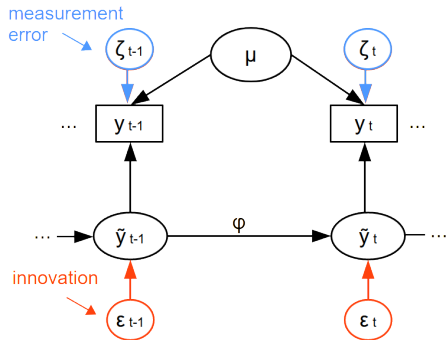 measurement
error
ζ t-1
μ
ζ t
... y t-1
y t ...
... ỹ t-1
φ
ỹ t ...
innovation
ε t-1
ε t